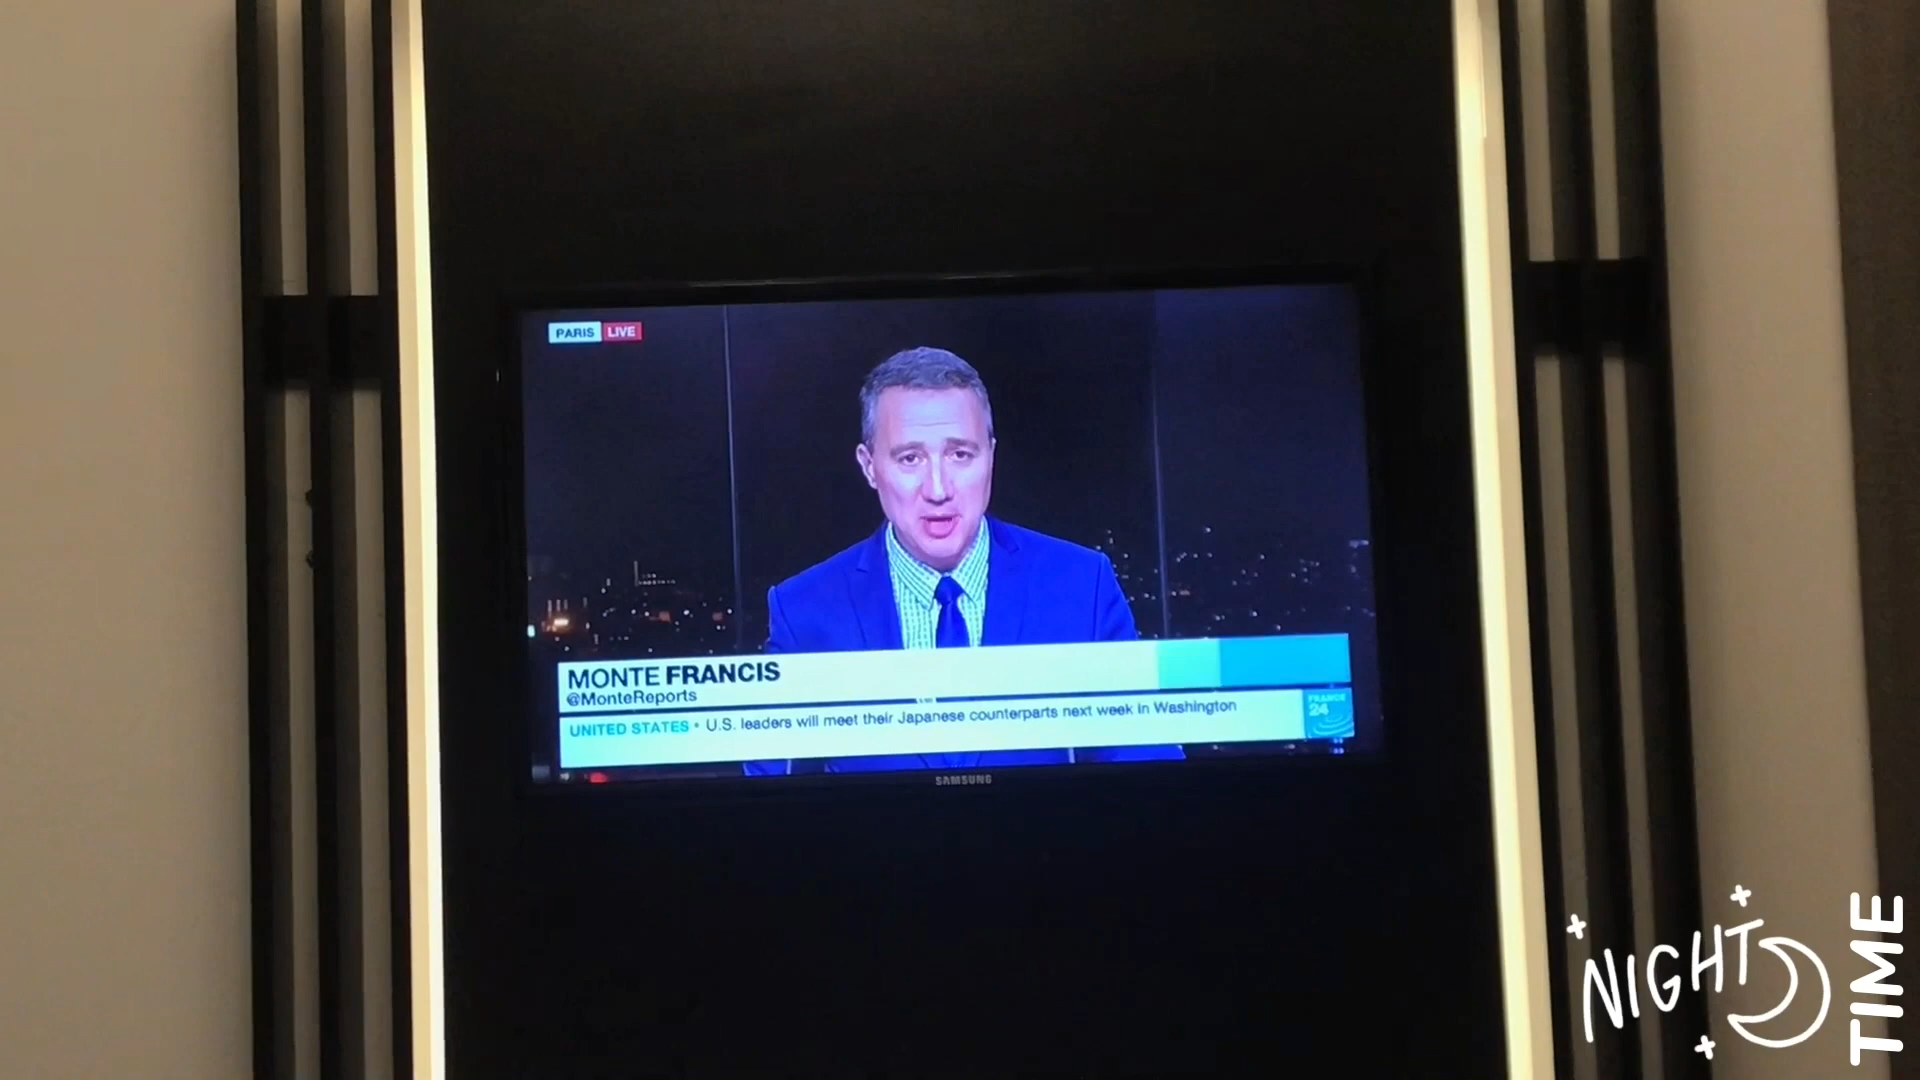 PARIS LIVE
MONTE FRANCIS
@MonteReports
UNITED STATES • U.S. leaders will meet their Japanese counterparts next week in Washington
FRANCE
24
SAMSUNG
NIGHT
TIME